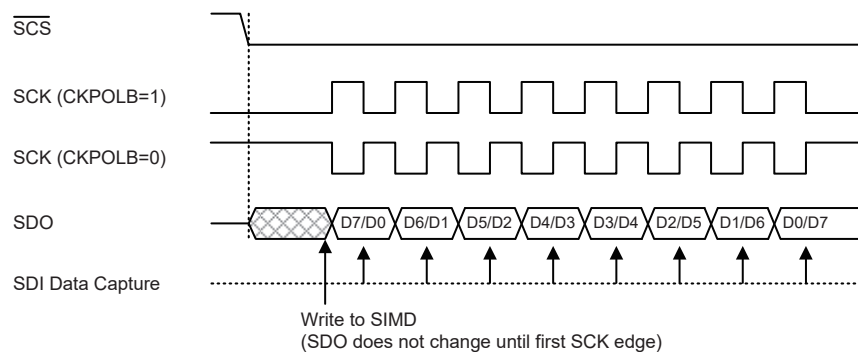 SCS
SCK (CKPOLB=1)
SCK (CKPOLB=0)
SDO
D7/D0 D6/D1 D5/D2 D4/D3 D3/D4 D2/D5 D1/D6 D0/D7
SDI Data Capture
Write to SIMD
(SDO does not change until first SCK edge)